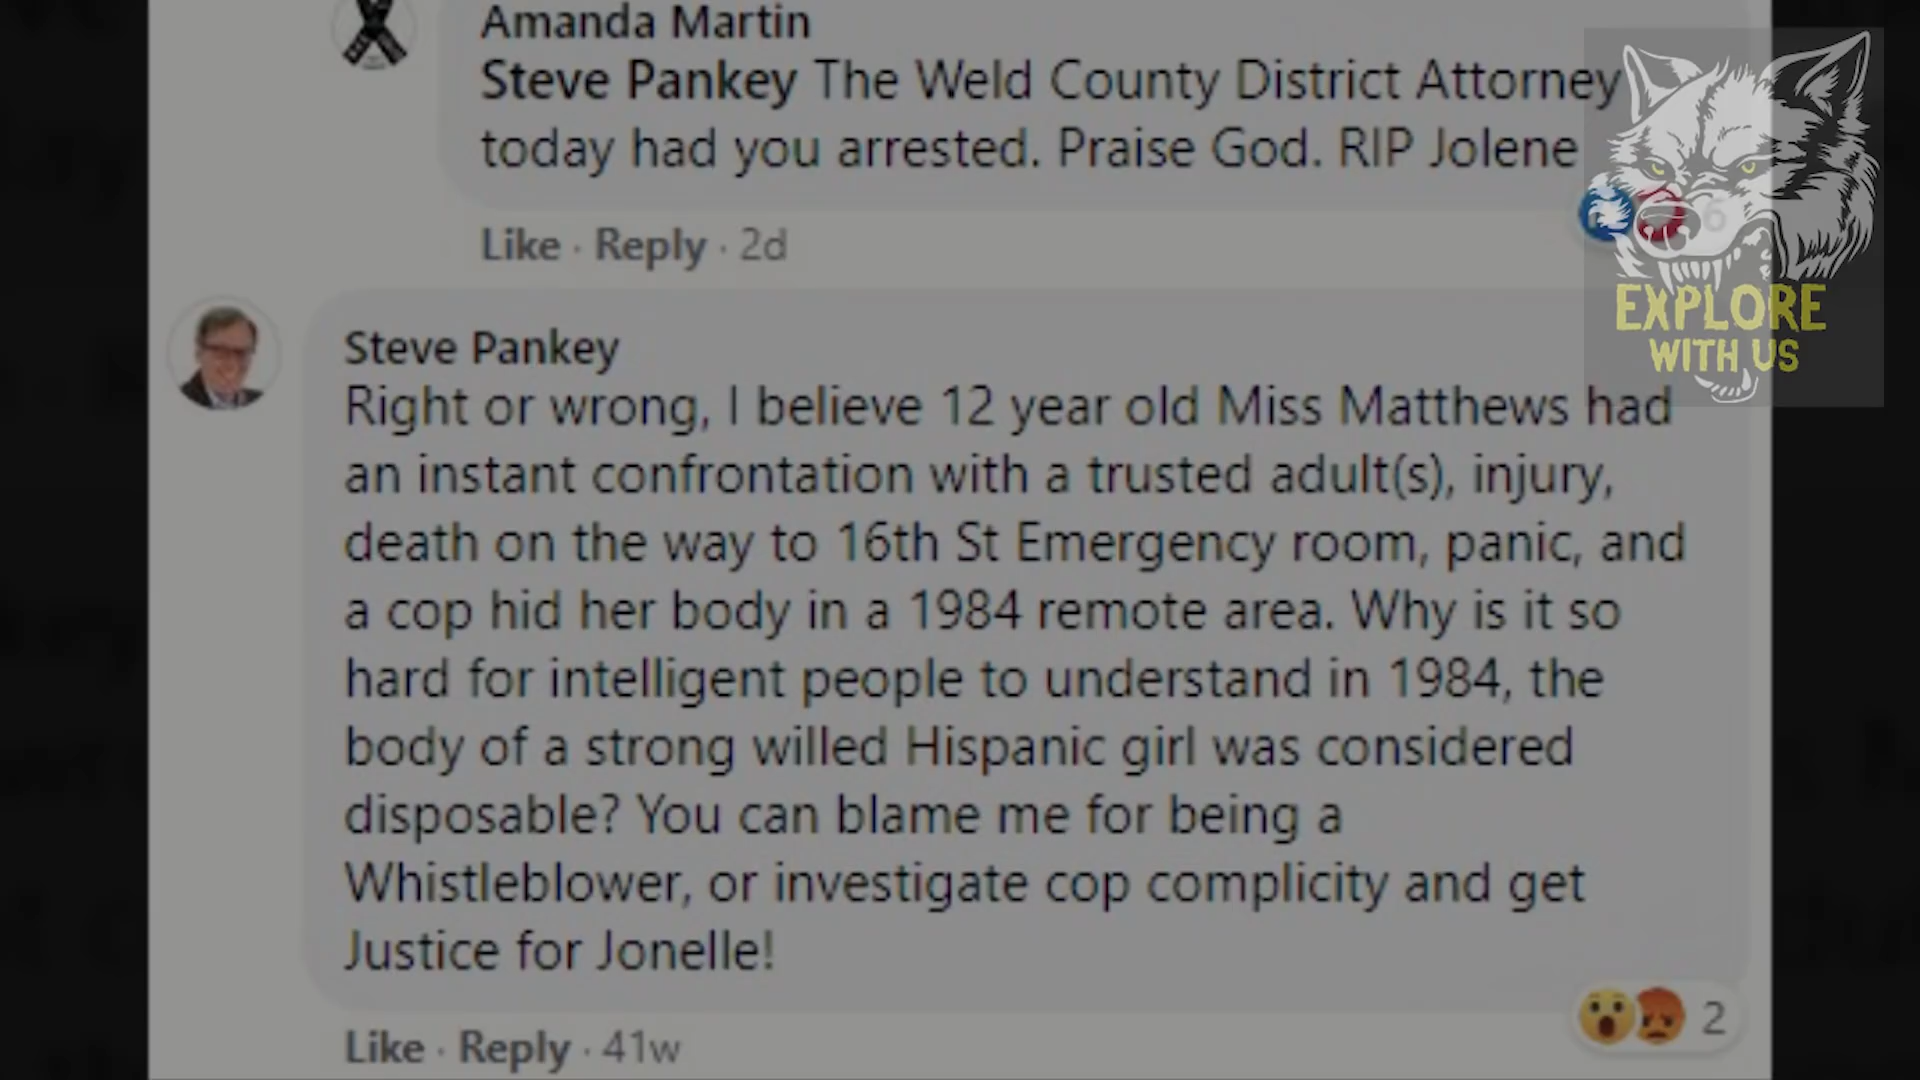 Amanda Martin
Steve Pankey The Weld County District Attorney
today had you arrested. Praise God. RIP Jolene
6
Like · Reply · 2d
EXPLORE
WITH US
Steve Pankey
Right or wrong, I believe 12 year old Miss Matthews had
an instant confrontation with a trusted adult(s), injury,
death on the way to 16th St Emergency room, panic, and
a cop hid her body in a 1984 remote area. Why is it so
hard for intelligent people to understand in 1984, the
body of a strong willed Hispanic girl was considered
disposable? You can blame me for being a
Whistleblower, or investigate cop complicity and get
Justice for Jonelle!
2
Like · Reply · 41w